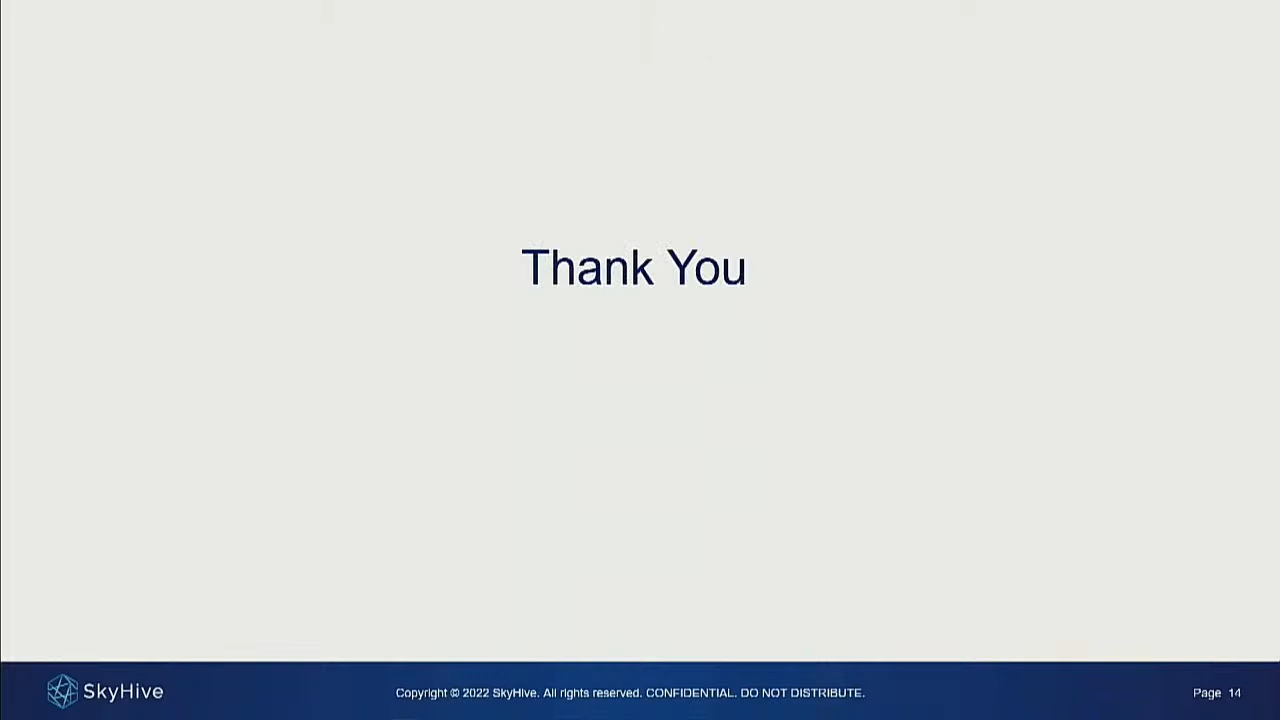 Thank You
SkyHive
Copyright © 2022 SkyHive. All rights reserved. CONFIDENTIAL. DO NOT DISTRIBUTE.
Page 14